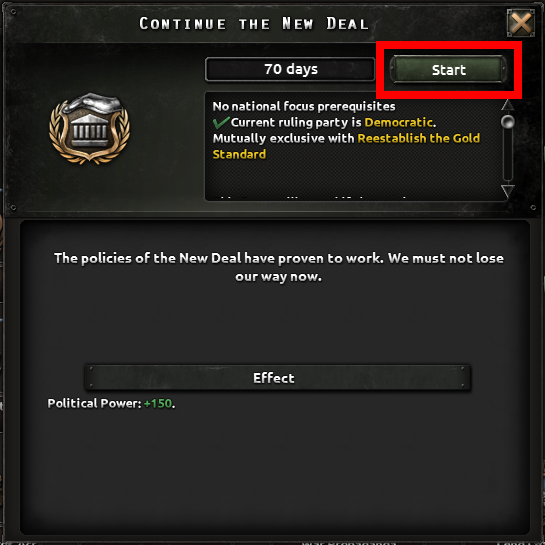 Continue the New Deal
70 days
Start
No national focus prerequisites
Current ruling party is Democratic.
Mutually exclusive with Reestablish the Gold
Standard
The policies of the New Deal have proven to work. We must not lose
our way now.
Effect
Political Power: +150.